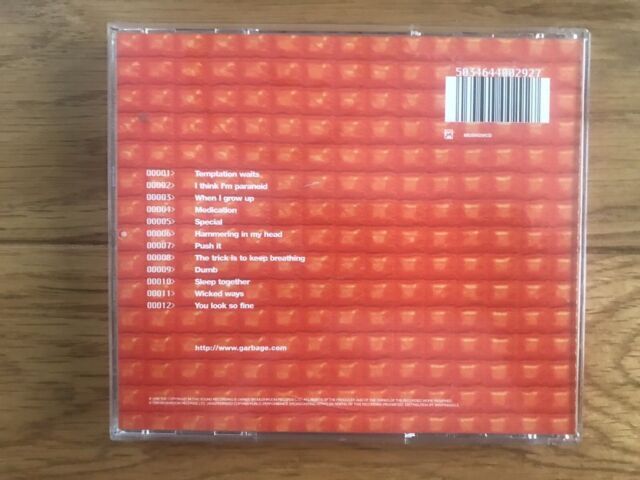 5031644002927
MUSH29CD
00001> Temptation waits
00002> I think I'm paranoid
00003> When I grow up
00004> Medication
00005> Special
00006> Hammering in my head
00007> Push it
00008> The trick is to keep breathing
00009> Dumb
00010> Sleep together
00011> Wicked ways
00012> You look so fine
http://www.garbage.com